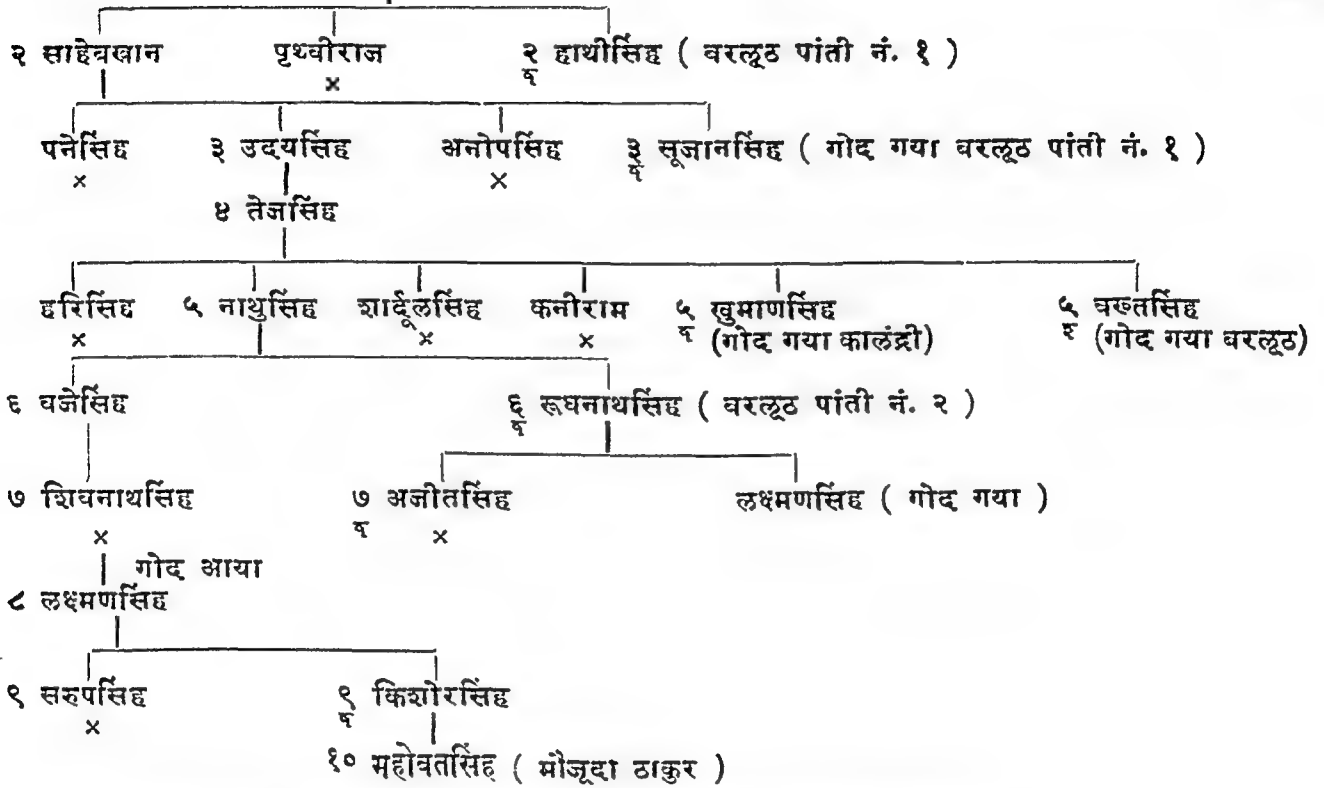 २ साहेबखान पृथ्वीराज २ व हाथीसिंह ( बरलूठ पांती नं. १ )
×
पनेसिंह ३ उदयसिंह अनोपसिंह ३ व सूजानसिंह ( गोद गया बरलूठ पांती नं. १ )
× ×
४ तेजसिंह
हरिसिंह ५ नाथुसिंह शार्दूलसिंह कनीराम ५ व खुमाणसिंह ५ व बख्तसिंह
× × × (गोद गया कालंद्री) (गोद गया बरलूठ)
६ वजेसिंह ६ व रूघनाथसिंह ( बरलूठ पांती नं. २ )
७ शिवनाथसिंह ७ व अजीतसिंह लक्ष्मणसिंह ( गोद गया )
× ×
गोद आया
८ लक्ष्मणसिंह
९ सरुपसिंह ९ व किशोरसिंह
×
१० महोबतसिंह ( मौजूदा ठाकुर )